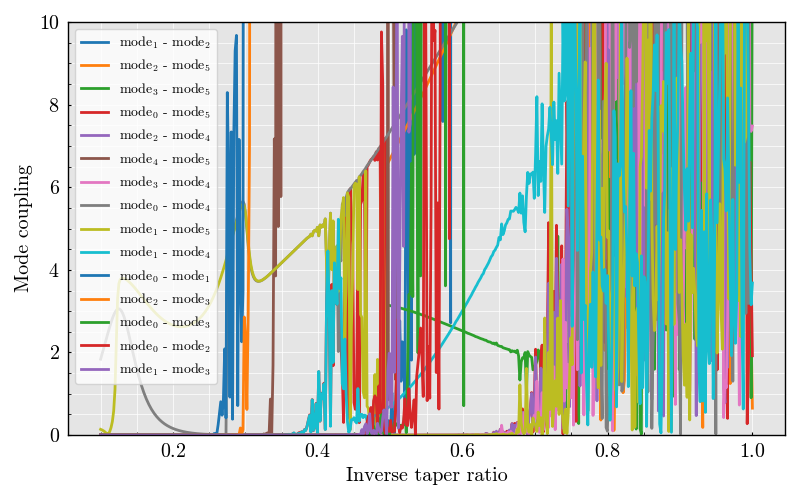 10
8
6
4
2
0
Mode coupling
mode₁ - mode₂
mode₂ - mode₅
mode₃ - mode₅
mode₀ - mode₅
mode₂ - mode₄
mode₄ - mode₅
mode₃ - mode₄
mode₀ - mode₄
mode₁ - mode₅
mode₁ - mode₄
mode₀ - mode₁
mode₂ - mode₃
mode₀ - mode₃
mode₀ - mode₂
mode₁ - mode₃
0.2 0.4 0.6 0.8 1.0
Inverse taper ratio